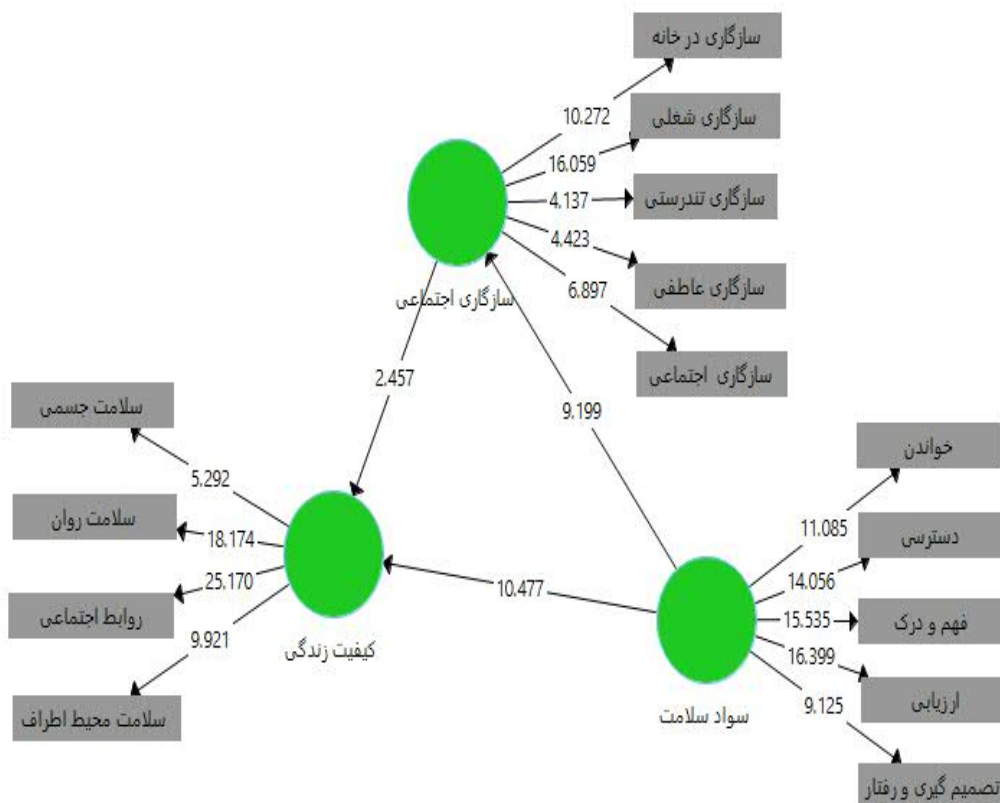 سازگاری در خانه
10.272
سازگاری شغلی
16.059
سازگاری تندرستی
4.137
سازگاری عاطفی
4.423
سازگاری اجتماعی
6.897
سازگاری اجتماعی
2.457
9.199
سلامت جسمی
5.292
سلامت روان
18.174
روابط اجتماعی
25.170
سلامت محیط اطراف
9.921
کیفیت زندگی
10.477
خواندن
11.085
دسترسی
14.056
فهم و درک
15.535
ارزیابی
16.399
تصمیم گیری و رفتار
9.125
سواد سلامت